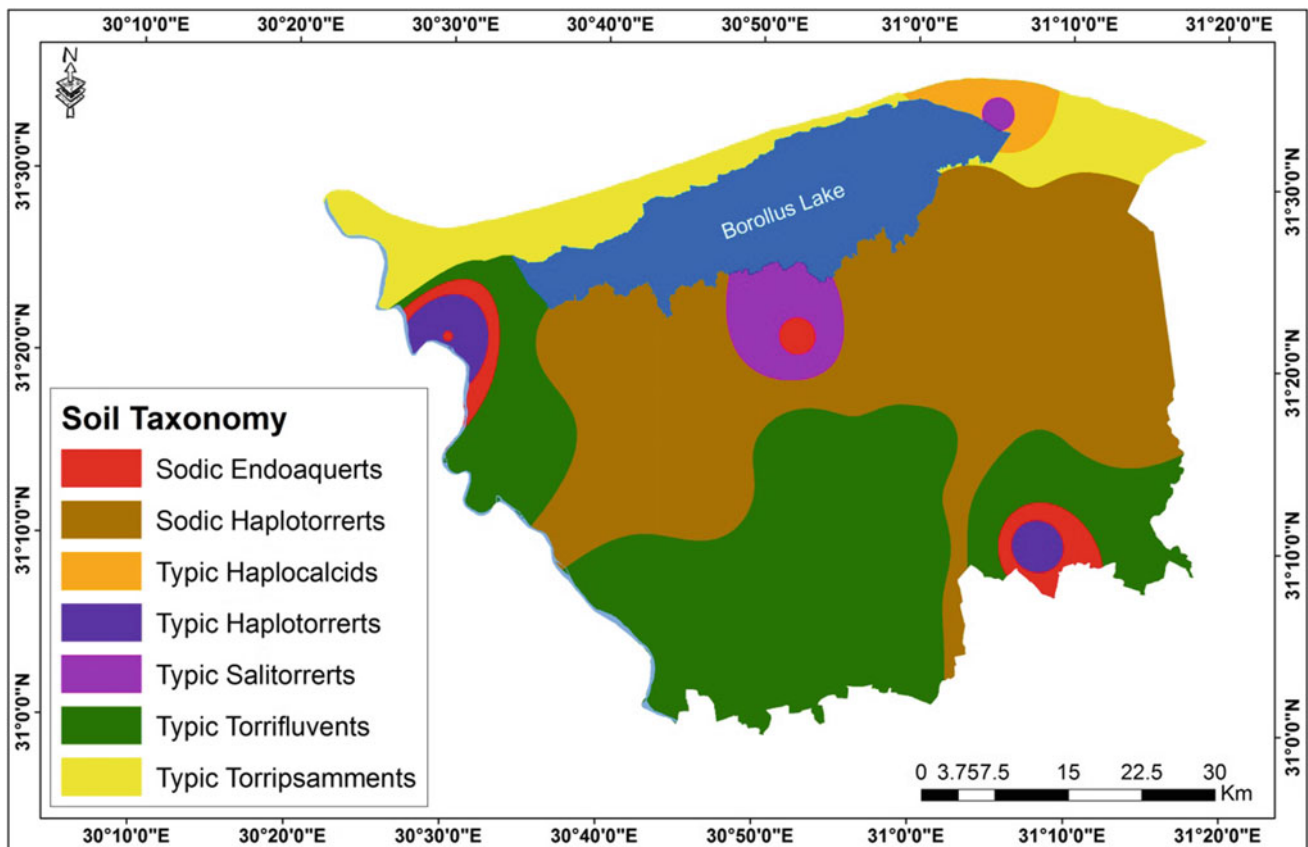 30°10'0"E 30°20'0"E 30°30'0"E 30°40'0"E 30°50'0"E 31°0'0"E 31°10'0"E 31°20'0"E
N
31°30'0"N
31°20'0"N
31°10'0"N
31°0'0"N
Borollus Lake
31°30'0"N
31°20'0"N
31°10'0"N
31°0'0"N
Soil Taxonomy
Sodic Endoaquerts
Sodic Haplotorrerts
Typic Haplocalcids
Typic Haplotorrerts
Typic Salitorrerts
Typic Torrifluvents
Typic Torripsamments
0 3.757.5 15 22.5 30
Km
30°10'0"E 30°20'0"E 30°30'0"E 30°40'0"E 30°50'0"E 31°0'0"E 31°10'0"E 31°20'0"E